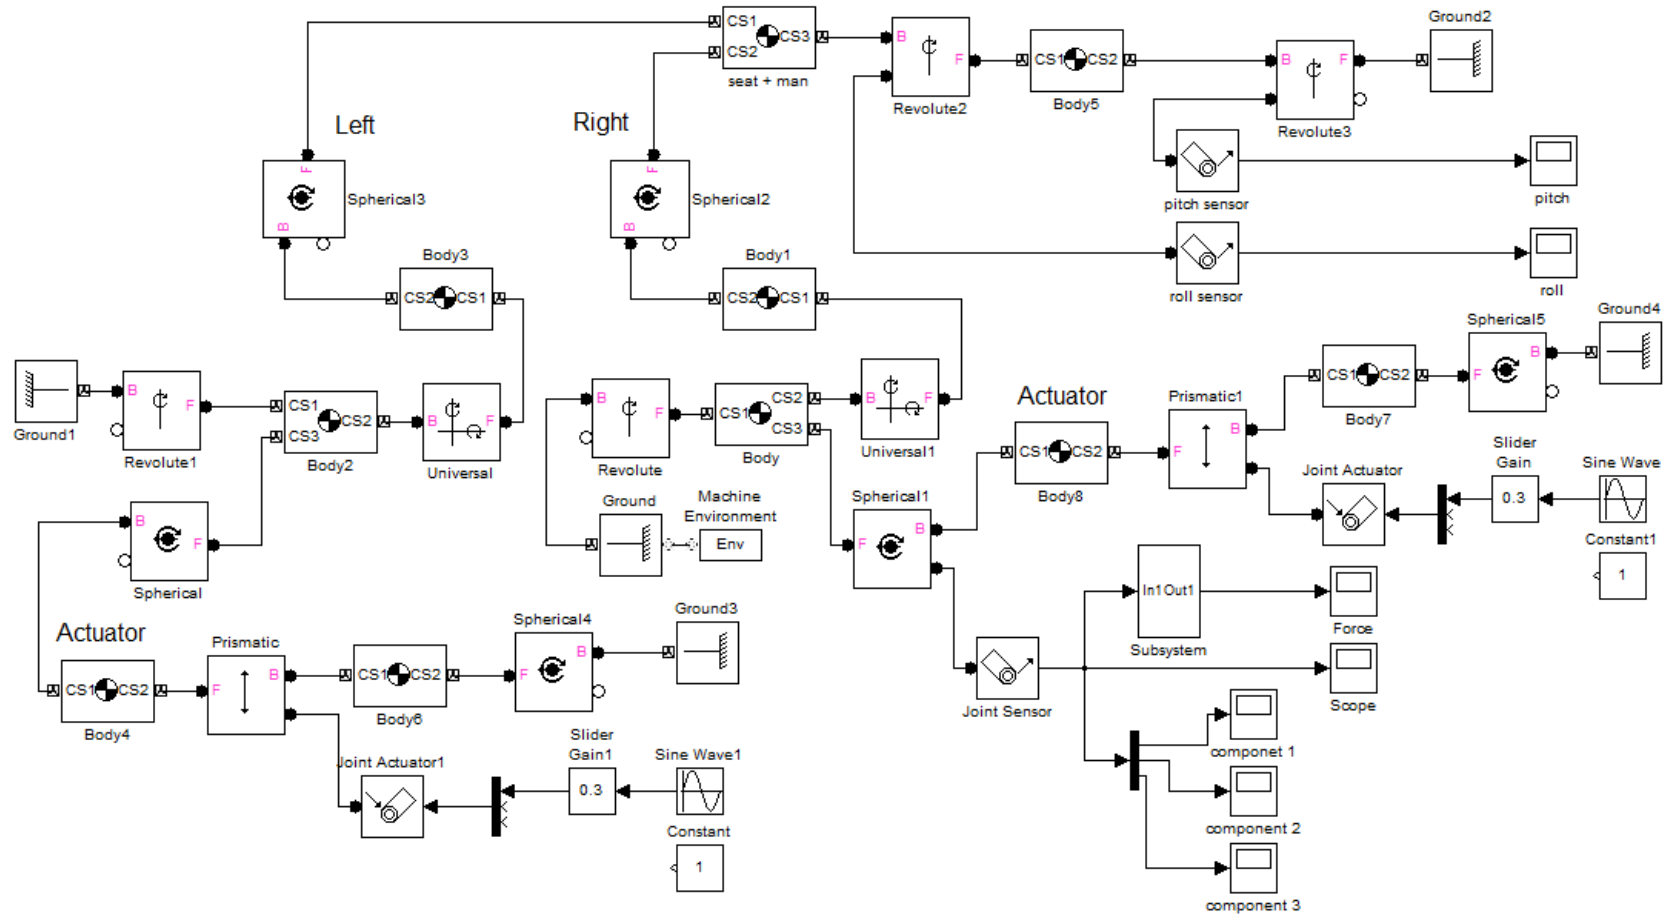 CS1
CS2
CS3
seat + man
B
F
Revolute2
CS1
CS2
Body5
B
F
Revolute3
Ground2
Left
Right
F
B
Spherical3
F
B
Spherical2
pitch sensor
pitch
roll sensor
roll
Body3
CS2
CS1
Body1
CS2
CS1
Ground1
B
F
Revolute1
CS1
CS3
CS2
Body2
B
F
Universal
B
F
Revolute
CS1
CS2
CS3
Body
B
F
Universal1
Actuator
CS1
CS2
Body8
Prismatic1
B
F
CS1
CS2
Body7
Spherical5
B
F
Ground4
Joint Actuator
Slider
Gain
0.3
Sine Wave
Constant1
1
B
F
Spherical
Ground
Machine
Environment
Env
Spherical1
B
F
In1
Out1
Subsystem
Force
Joint Sensor
Scope
componet 1
component 2
component 3
Actuator
CS1
CS2
Body4
Prismatic
B
F
CS1
CS2
Body6
Spherical4
B
F
Ground3
Joint Actuator1
Slider
Gain1
0.3
Sine Wave1
Constant
1